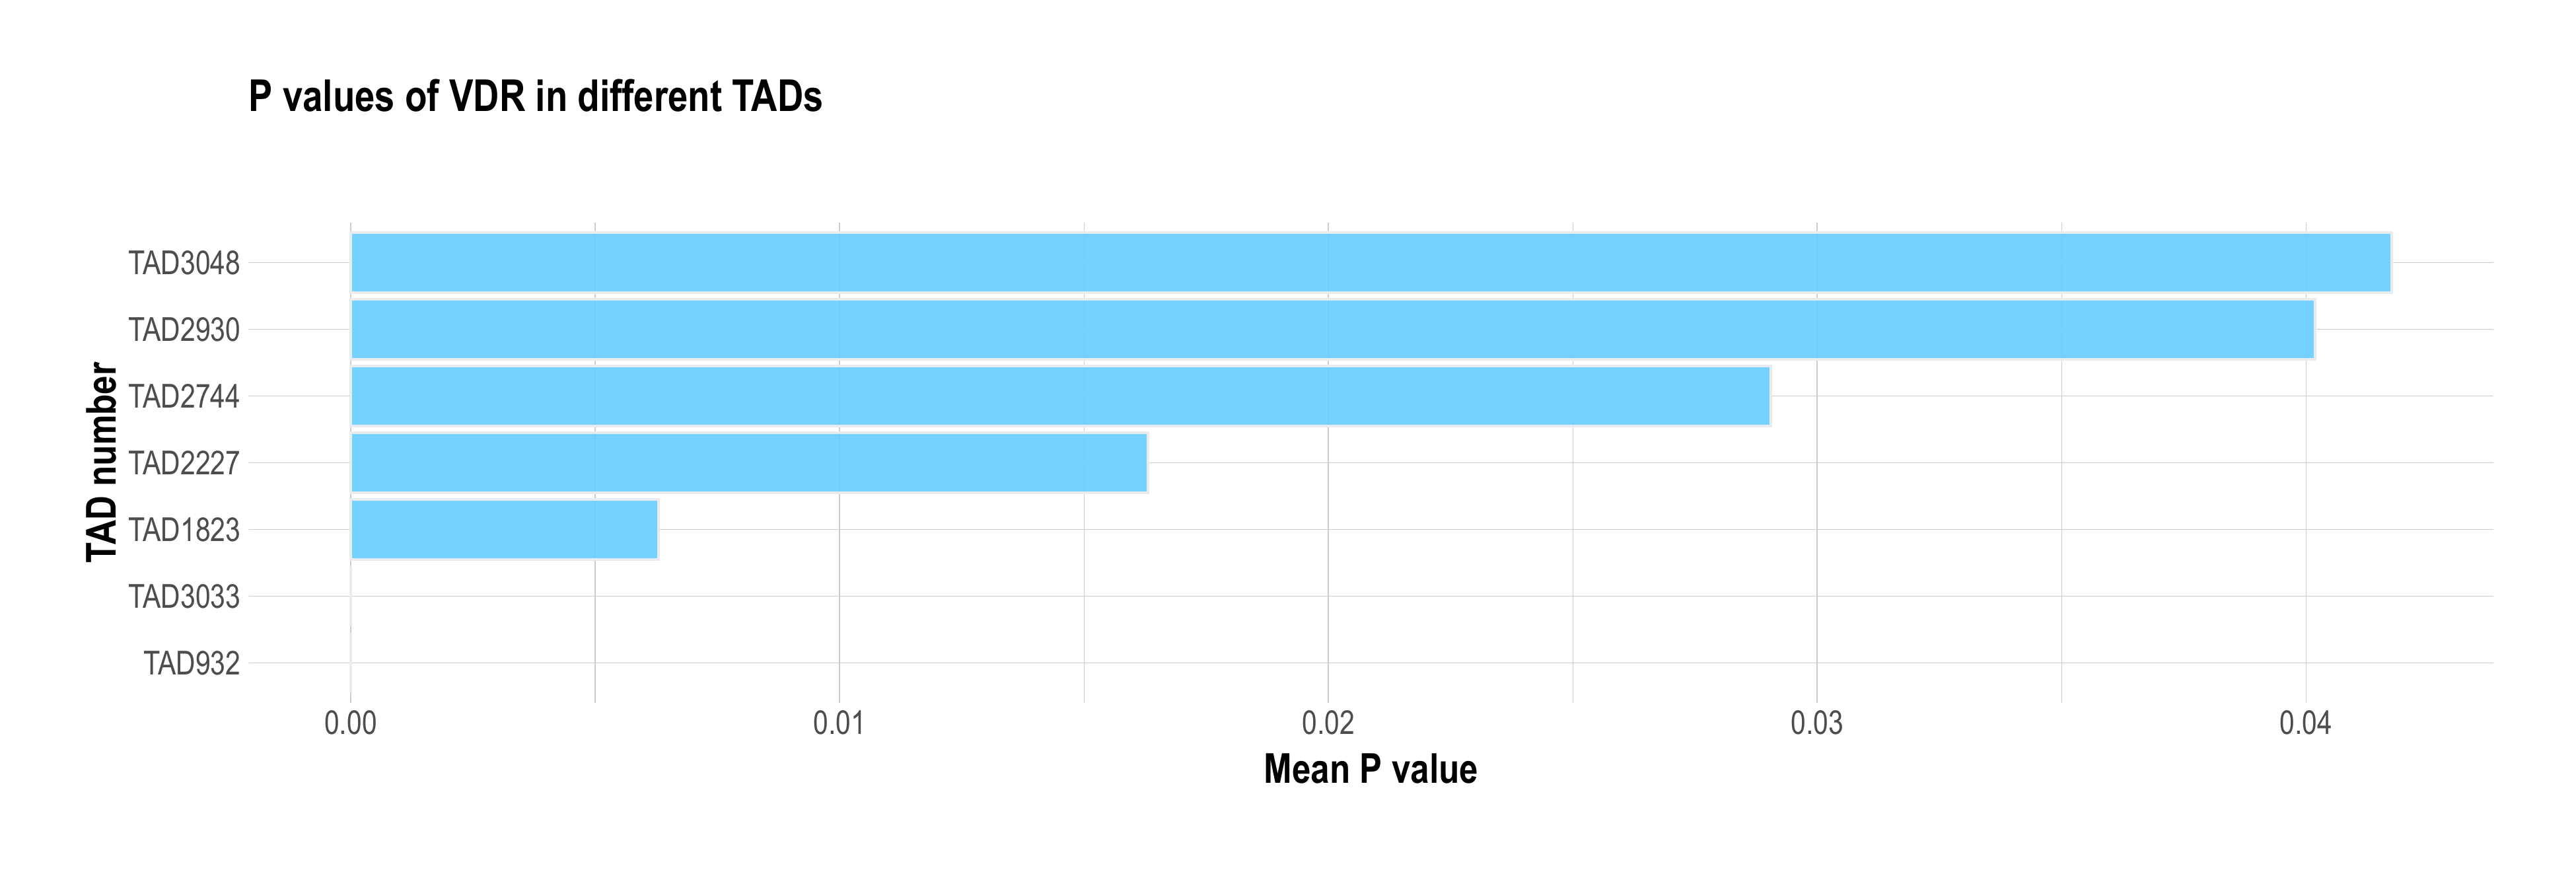 P values of VDR in different TADs
TAD number
TAD3048
TAD2930
TAD2744
TAD2227
TAD1823
TAD3033
TAD932
0.00 0.01 0.02 0.03 0.04
Mean P value